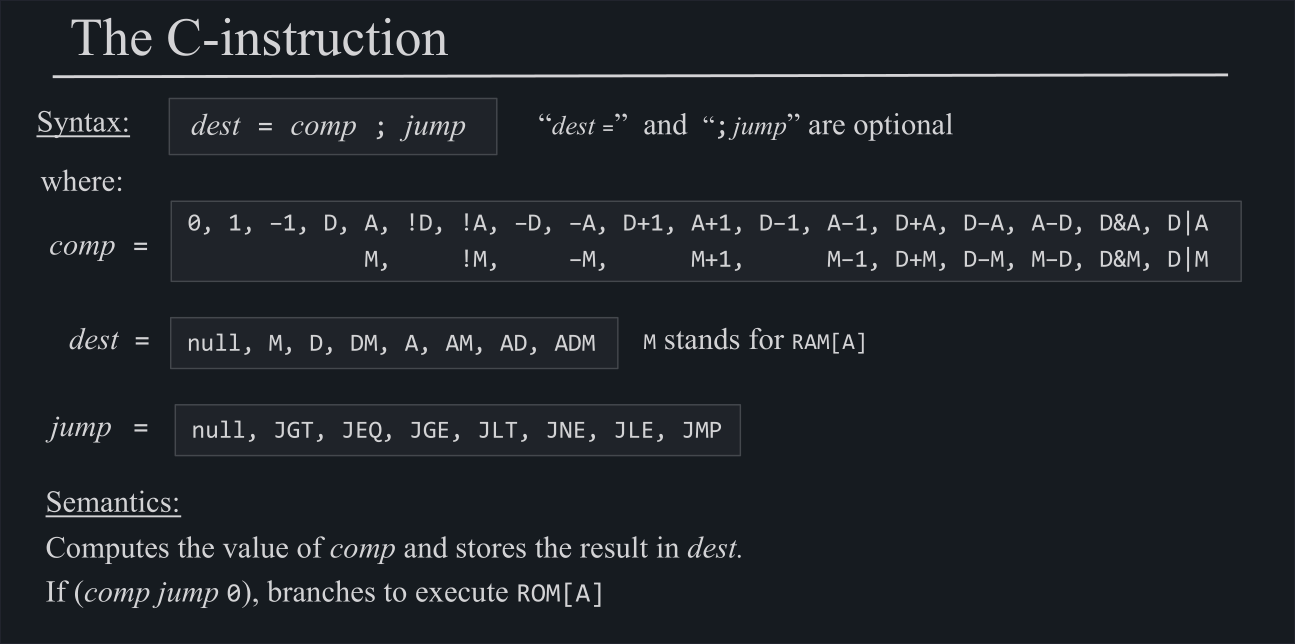 The C-instruction
Syntax: dest = comp ; jump “dest =” and “; jump” are optional
where:
comp = 0, 1, –1, D, A, !D, !A, –D, –A, D+1, A+1, D–1, A–1, D+A, D–A, A–D, D&A, D|A
M, !M, –M, M+1, M–1, D+M, D–M, M–D, D&M, D|M
dest = null, M, D, DM, A, AM, AD, ADM M stands for RAM[A]
jump = null, JGT, JEQ, JGE, JLT, JNE, JLE, JMP
Semantics:
Computes the value of comp and stores the result in dest.
If (comp jump 0), branches to execute ROM[A]